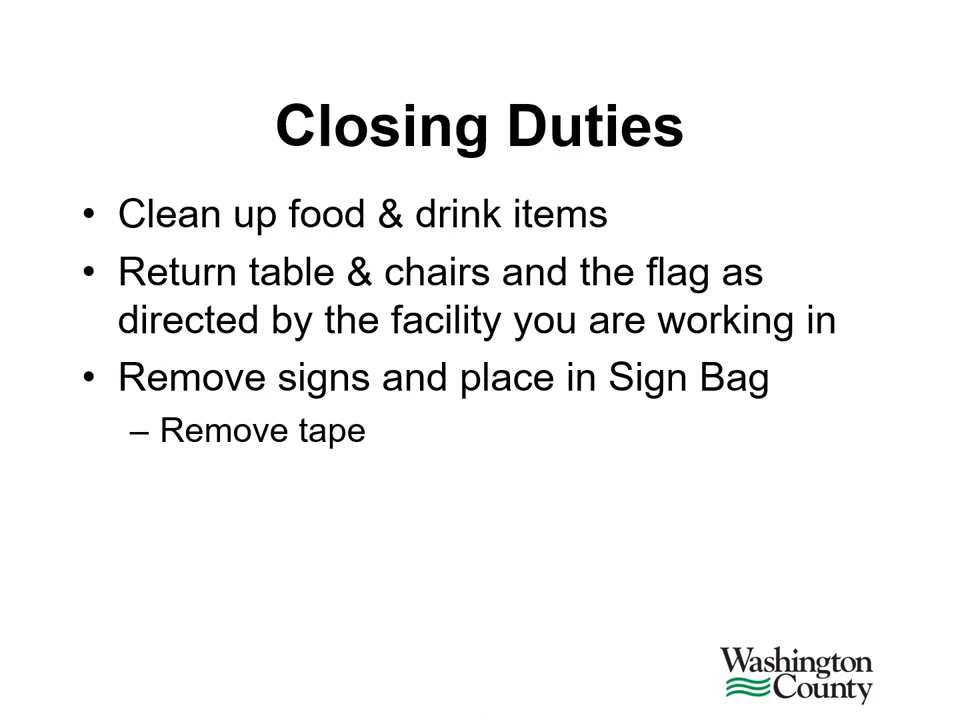 Closing Duties
• Clean up food & drink items
• Return table & chairs and the flag as
directed by the facility you are working in
• Remove signs and place in Sign Bag
– Remove tape
Washington
County